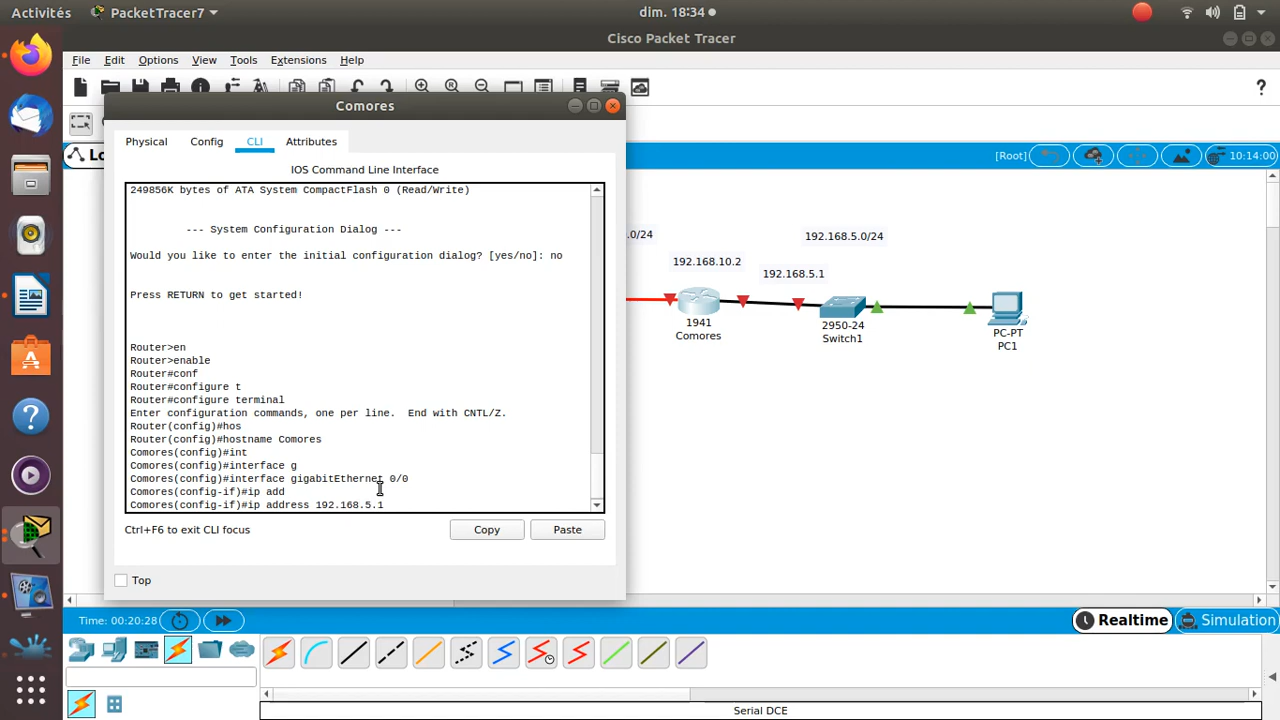 Activités
PacketTracer7
dim. 18:34
Cisco Packet Tracer
File Edit Options View Tools Extensions Help
?
Comores
Physical Config CLI Attributes
[Root]
10:14:00
IOS Command Line Interface
249856K bytes of ATA System CompactFlash 0 (Read/Write)
--- System Configuration Dialog ---
Would you like to enter the initial configuration dialog? [yes/no]: no
Press RETURN to get started!
Router>en
Router>enable
Router#conf
Router#configure t
Router#configure terminal
Enter configuration commands, one per line. End with CNTL/Z.
Router(config)#hos
Router(config)#hostname Comores
Comores(config)#int
Comores(config)#interface g
Comores(config)#interface gigabitEthernet 0/0
Comores(config-if)#ip add
Comores(config-if)#ip address 192.168.5.1
Ctrl+F6 to exit CLI focus
Copy
Paste
Top
.0/24
192.168.5.0/24
192.168.10.2
192.168.5.1
1941
Comores
2950-24
Switch1
PC-PT
PC1
Time: 00:20:28
Realtime
Simulation
Serial DCE